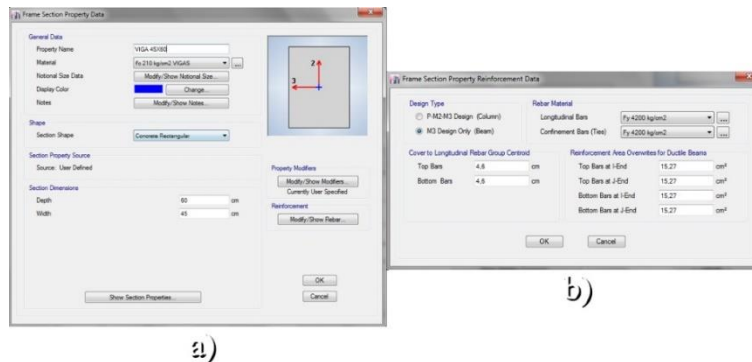 Frame Section Property Data
General Data
Property Name VIGA 45X60
Material f'c 210 kg/cm2 VIGAS ...
Notional Size Data Modify/Show Notional Size...
Display Color Change...
Notes Modify/Show Notes...
Shape
Section Shape Concrete Rectangular
Section Property Source
Source: User Defined
Section Dimensions
Depth 60 cm
Width 45 cm
Show Section Properties...
2
3
Property Modifiers
Modify/Show Modifiers...
Currently User Specified
Reinforcement
Modify/Show Rebar...
OK
Cancel
a)
Frame Section Property Reinforcement Data
Design Type
P-M2-M3 Design (Column)
M3 Design Only (Beam)
Rebar Material
Longitudinal Bars Fy 4200 kg/cm2 ...
Confinement Bars (Ties) Fy 4200 kg/cm2 ...
Cover to Longitudinal Rebar Group Centroid
Top Bars 4,6 cm
Bottom Bars 4,6 cm
Reinforcement Area Overwrites for Ductile Beams
Top Bars at I-End 15,27 cm²
Top Bars at J-End 15,27 cm²
Bottom Bars at I-End 15,27 cm²
Bottom Bars at J-End 15,27 cm²
OK Cancel
b)